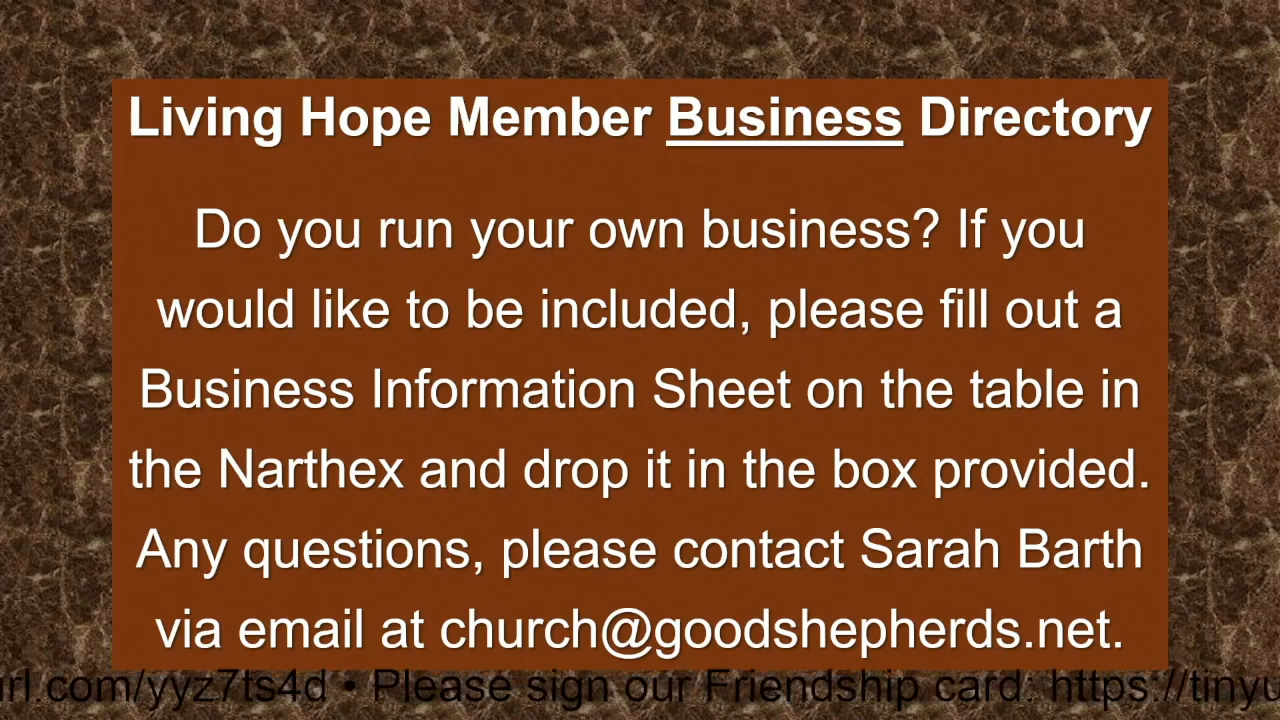 Living Hope Member Business Directory
Do you run your own business? If you
would like to be included, please fill out a
Business Information Sheet on the table in
the Narthex and drop it in the box provided.
Any questions, please contact Sarah Barth
via email at church@goodshepherds.net.
rl.com/yyz7ts4d • Please sign our Friendship card: https://tinyu